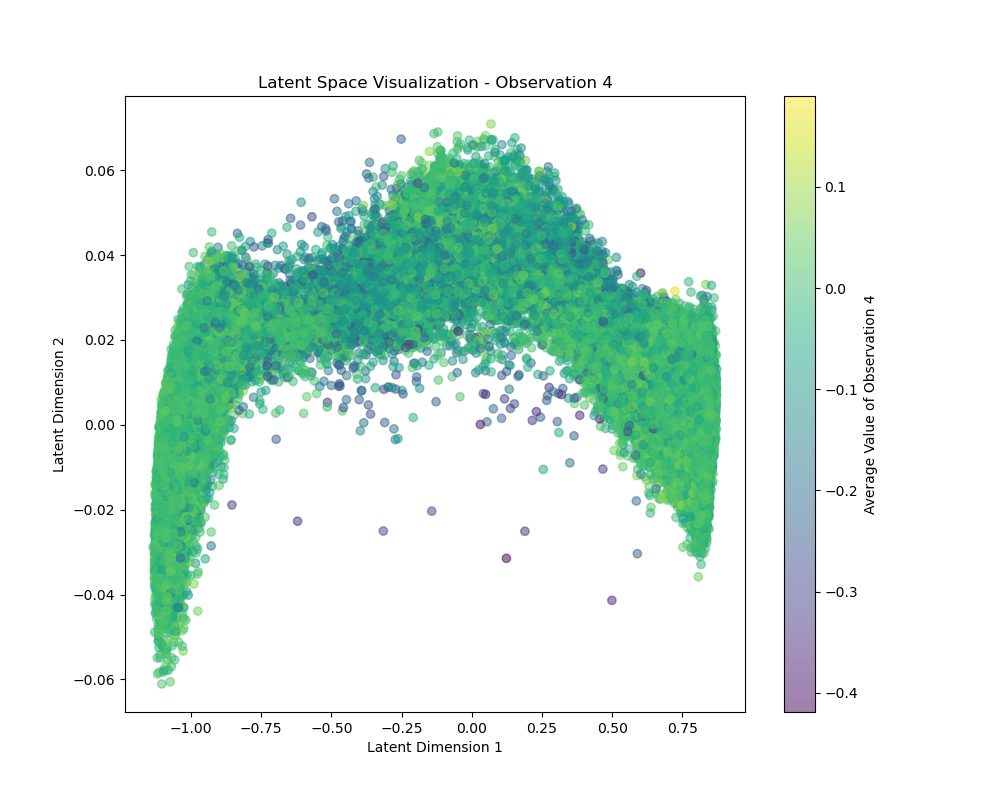 Latent Space Visualization - Observation 4
0.06
0.04
0.02
0.00
−0.02
−0.04
−0.06
Latent Dimension 2
−1.00 −0.75 −0.50 −0.25 0.00 0.25 0.50 0.75
Latent Dimension 1
0.1
0.0
−0.1
−0.2
−0.3
−0.4
Average Value of Observation 4